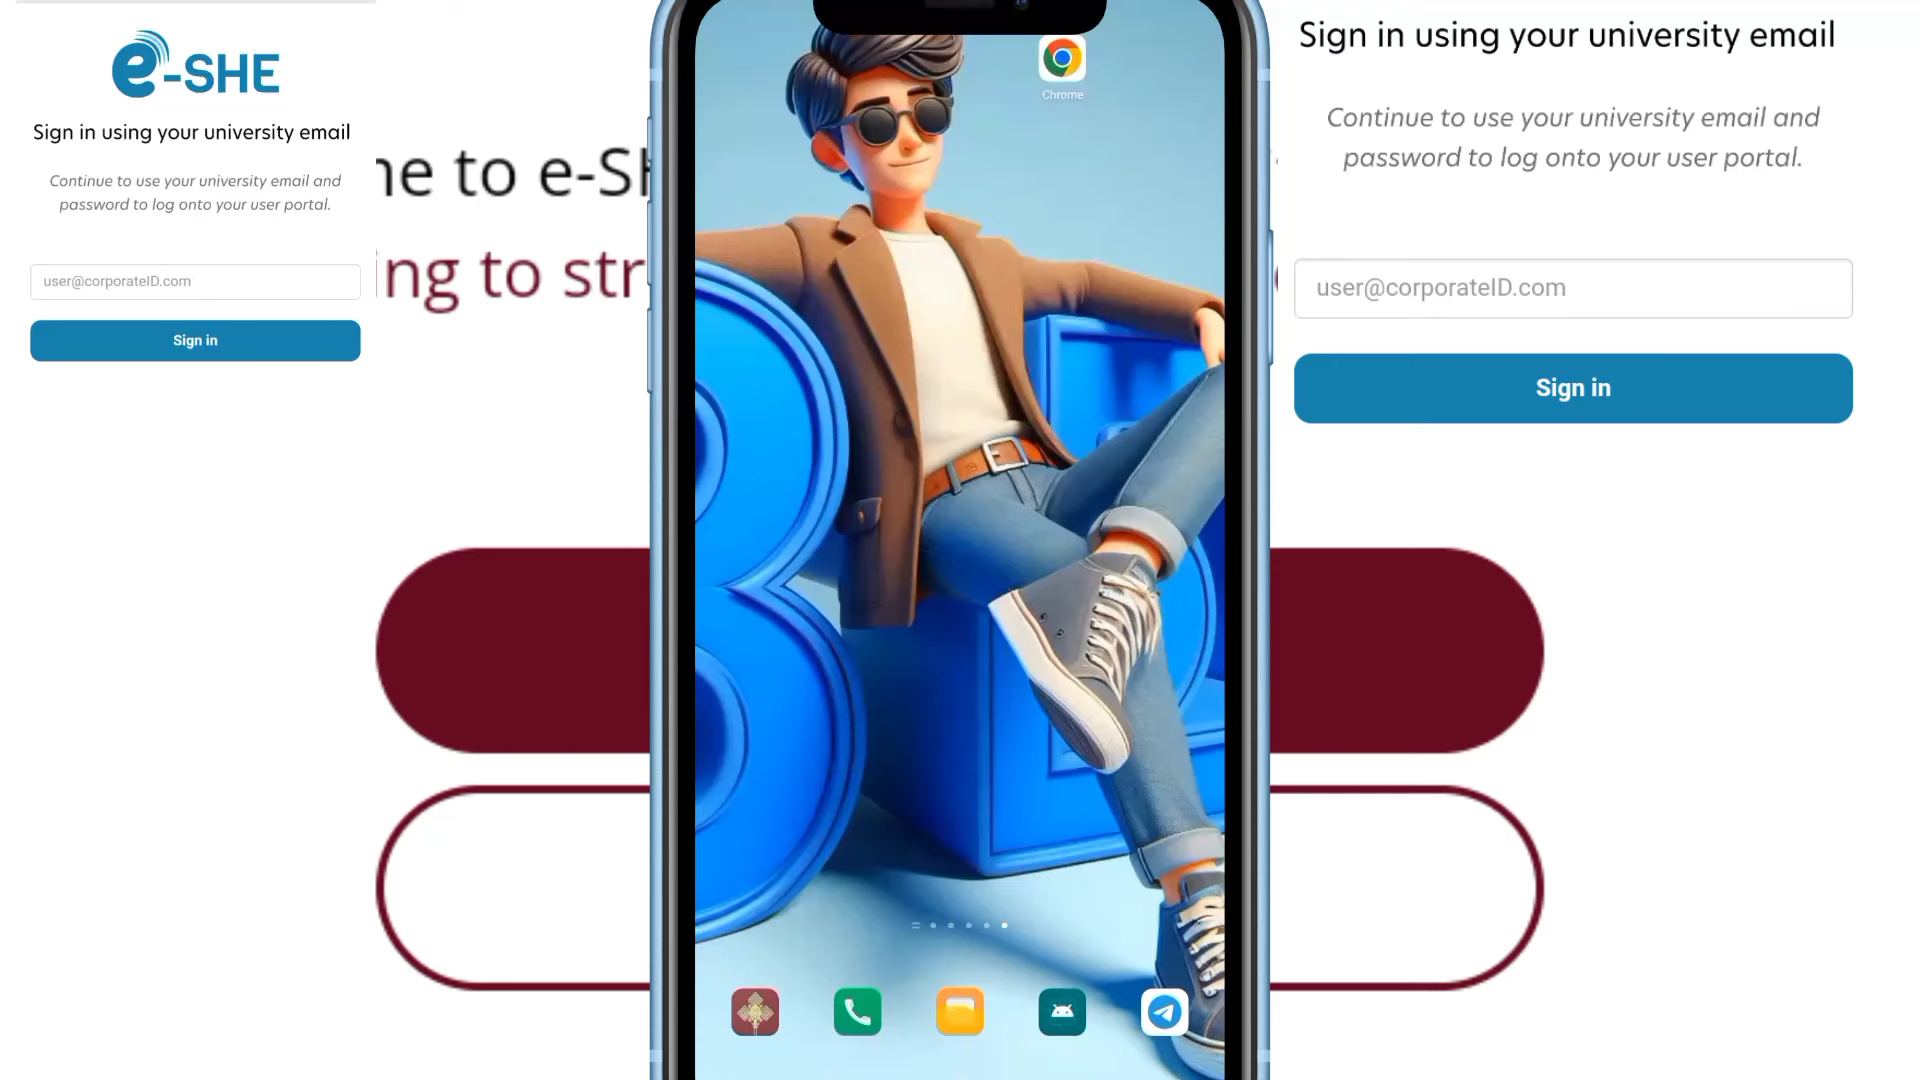 e-SHE
Sign in using your university email
Continue to use your university email and
password to log onto your user portal.
user@corporateID.com
Sign in
to e-SH
ing to str
Chrome
Sign in using your university email
Continue to use your university email and
password to log onto your user portal.
user@corporateID.com
Sign in